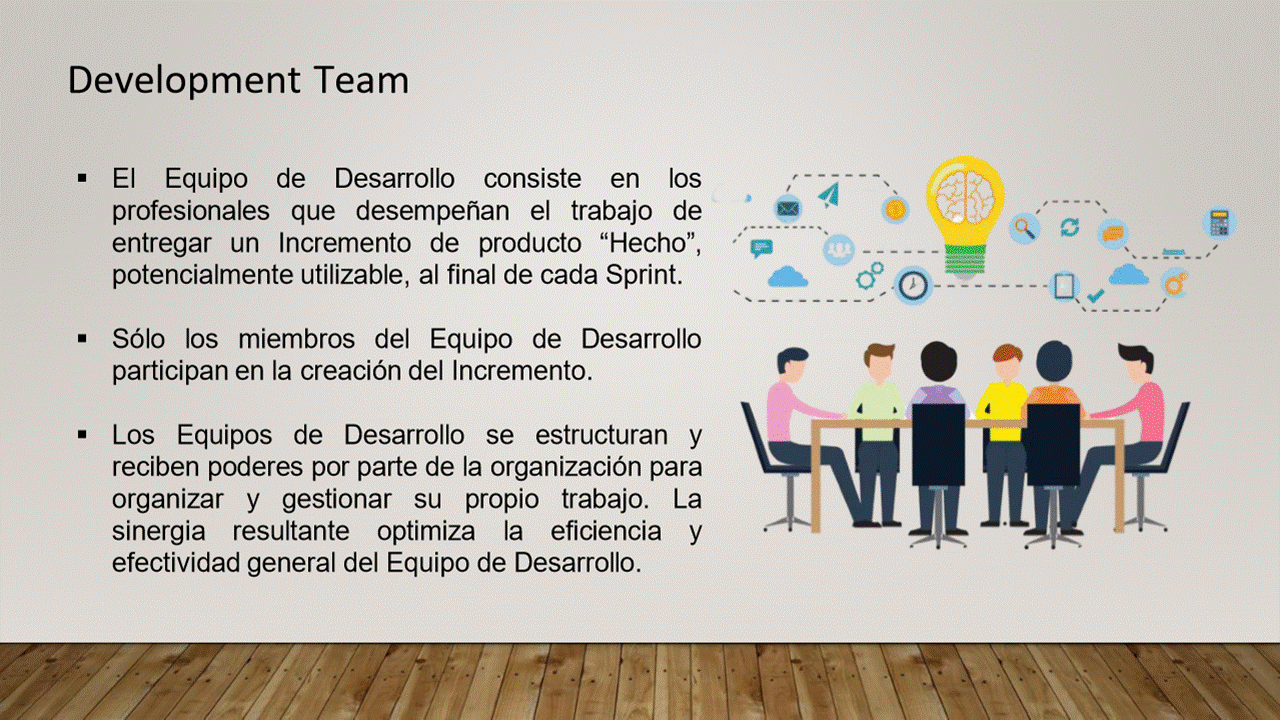 Development Team
▪ El Equipo de Desarrollo consiste en los
profesionales que desempeñan el trabajo de
entregar un Incremento de producto “Hecho”,
potencialmente utilizable, al final de cada Sprint.
▪ Sólo los miembros del Equipo de Desarrollo
participan en la creación del Incremento.
▪ Los Equipos de Desarrollo se estructuran y
reciben poderes por parte de la organización para
organizar y gestionar su propio trabajo. La
sinergia resultante optimiza la eficiencia y
efectividad general del Equipo de Desarrollo.